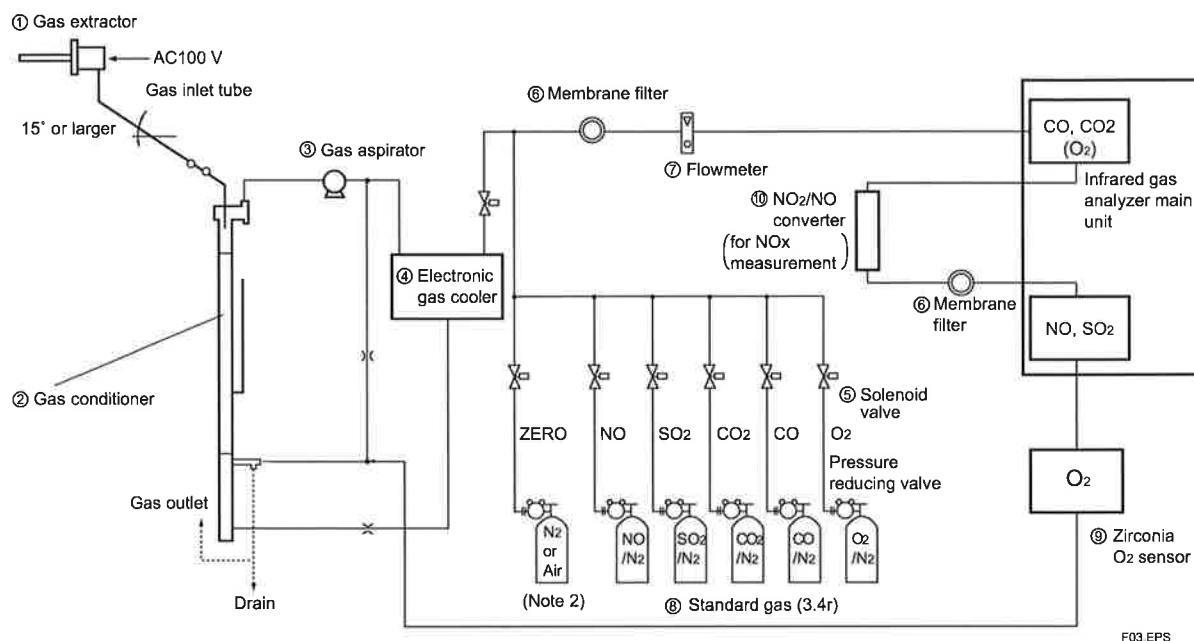 ① Gas extractor
AC100 V
Gas inlet tube
15° or larger
③ Gas aspirator
⑥ Membrane filter
⑦ Flowmeter
CO, CO2
(O2)
Infrared gas
analyzer main
unit
⑩ NO2/NO
converter
(for NOx
measurement)
④ Electronic
gas cooler
⑥ Membrane
filter
NO, SO2
② Gas conditioner
⑤ Solenoid
valve
ZERO
NO
SO2
CO2
CO
O2
Pressure
reducing valve
O2
Gas outlet
N2
or
Air
NO
/N2
SO2
/N2
CO2
/N2
CO
/N2
O2
/N2
⑨ Zirconia
O2 sensor
Drain
(Note 2)
⑧ Standard gas (3.4r)
F03.EPS